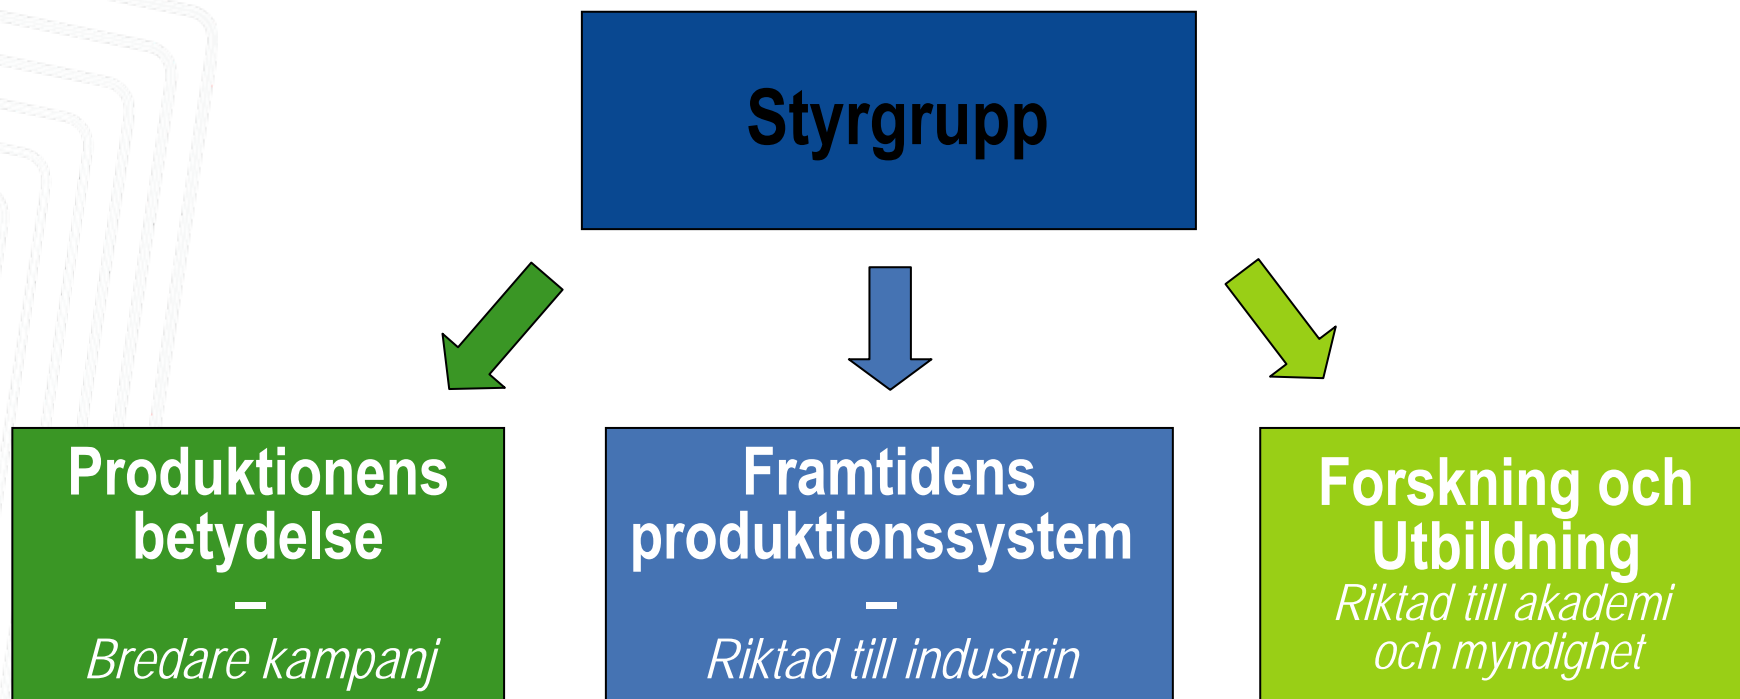 Styrgrupp
Produktionens
betydelse
–
Bredare kampanj
Framtidens
produktionssystem
–
Riktad till industrin
Forskning och
Utbildning
Riktad till akademi
och myndighet